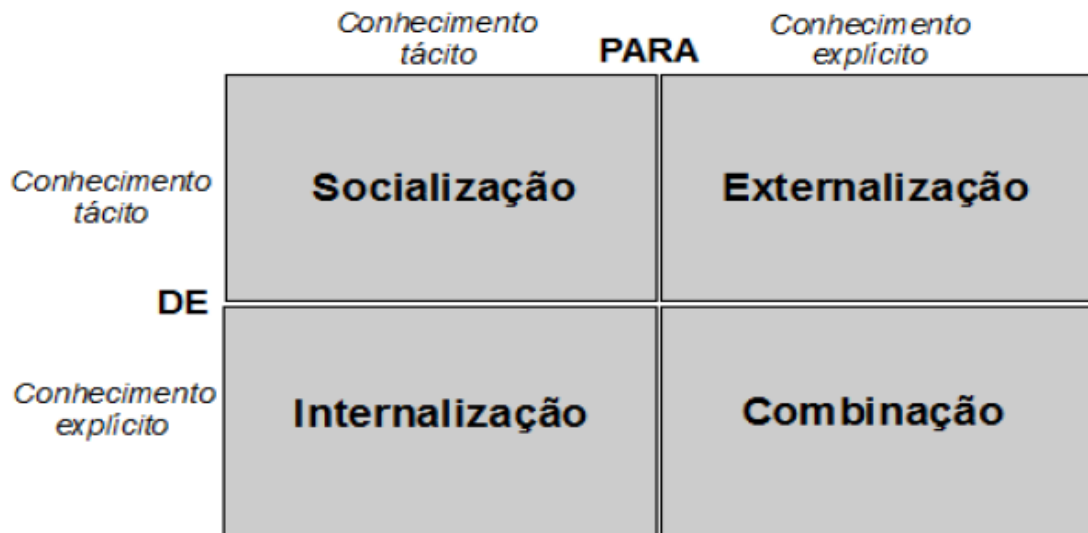 Conhecimento
tácito
PARA
Conhecimento
explícito
Conhecimento
tácito
Socialização
Externalização
DE
Conhecimento
explícito
Internalização
Combinação